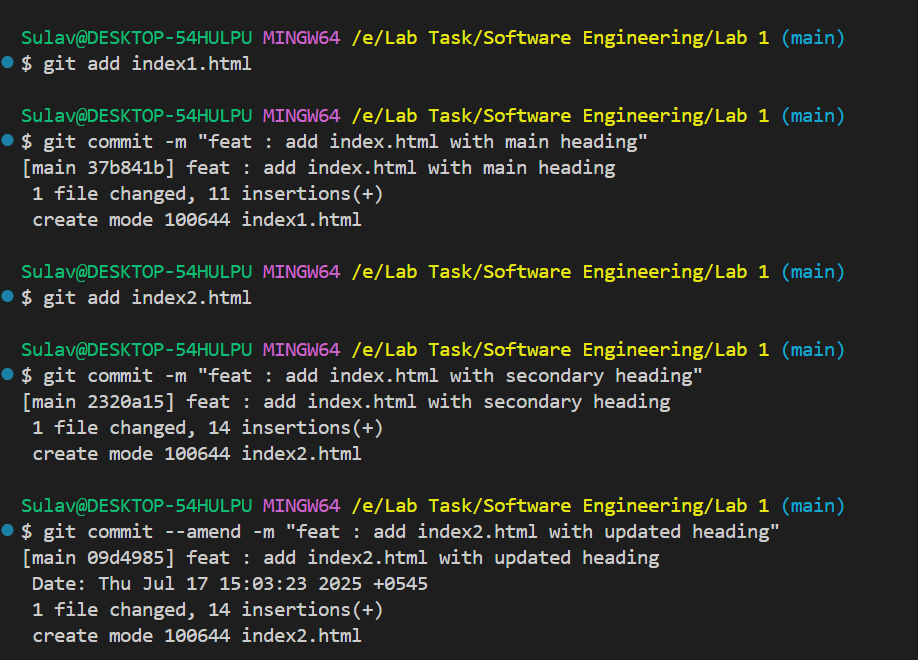 Sulav@DESKTOP-54HULPU MINGW64 /e/Lab Task/Software Engineering/Lab 1 (main)
$ git add index1.html
Sulav@DESKTOP-54HULPU MINGW64 /e/Lab Task/Software Engineering/Lab 1 (main)
$ git commit -m "feat : add index.html with main heading"
[main 37b841b] feat : add index.html with main heading
 1 file changed, 11 insertions(+)
 create mode 100644 index1.html
Sulav@DESKTOP-54HULPU MINGW64 /e/Lab Task/Software Engineering/Lab 1 (main)
$ git add index2.html
Sulav@DESKTOP-54HULPU MINGW64 /e/Lab Task/Software Engineering/Lab 1 (main)
$ git commit -m "feat : add index.html with secondary heading"
[main 2320a15] feat : add index.html with secondary heading
 1 file changed, 14 insertions(+)
 create mode 100644 index2.html
Sulav@DESKTOP-54HULPU MINGW64 /e/Lab Task/Software Engineering/Lab 1 (main)
$ git commit --amend -m "feat : add index2.html with updated heading"
[main 09d4985] feat : add index2.html with updated heading
 Date: Thu Jul 17 15:03:23 2025 +0545
 1 file changed, 14 insertions(+)
 create mode 100644 index2.html